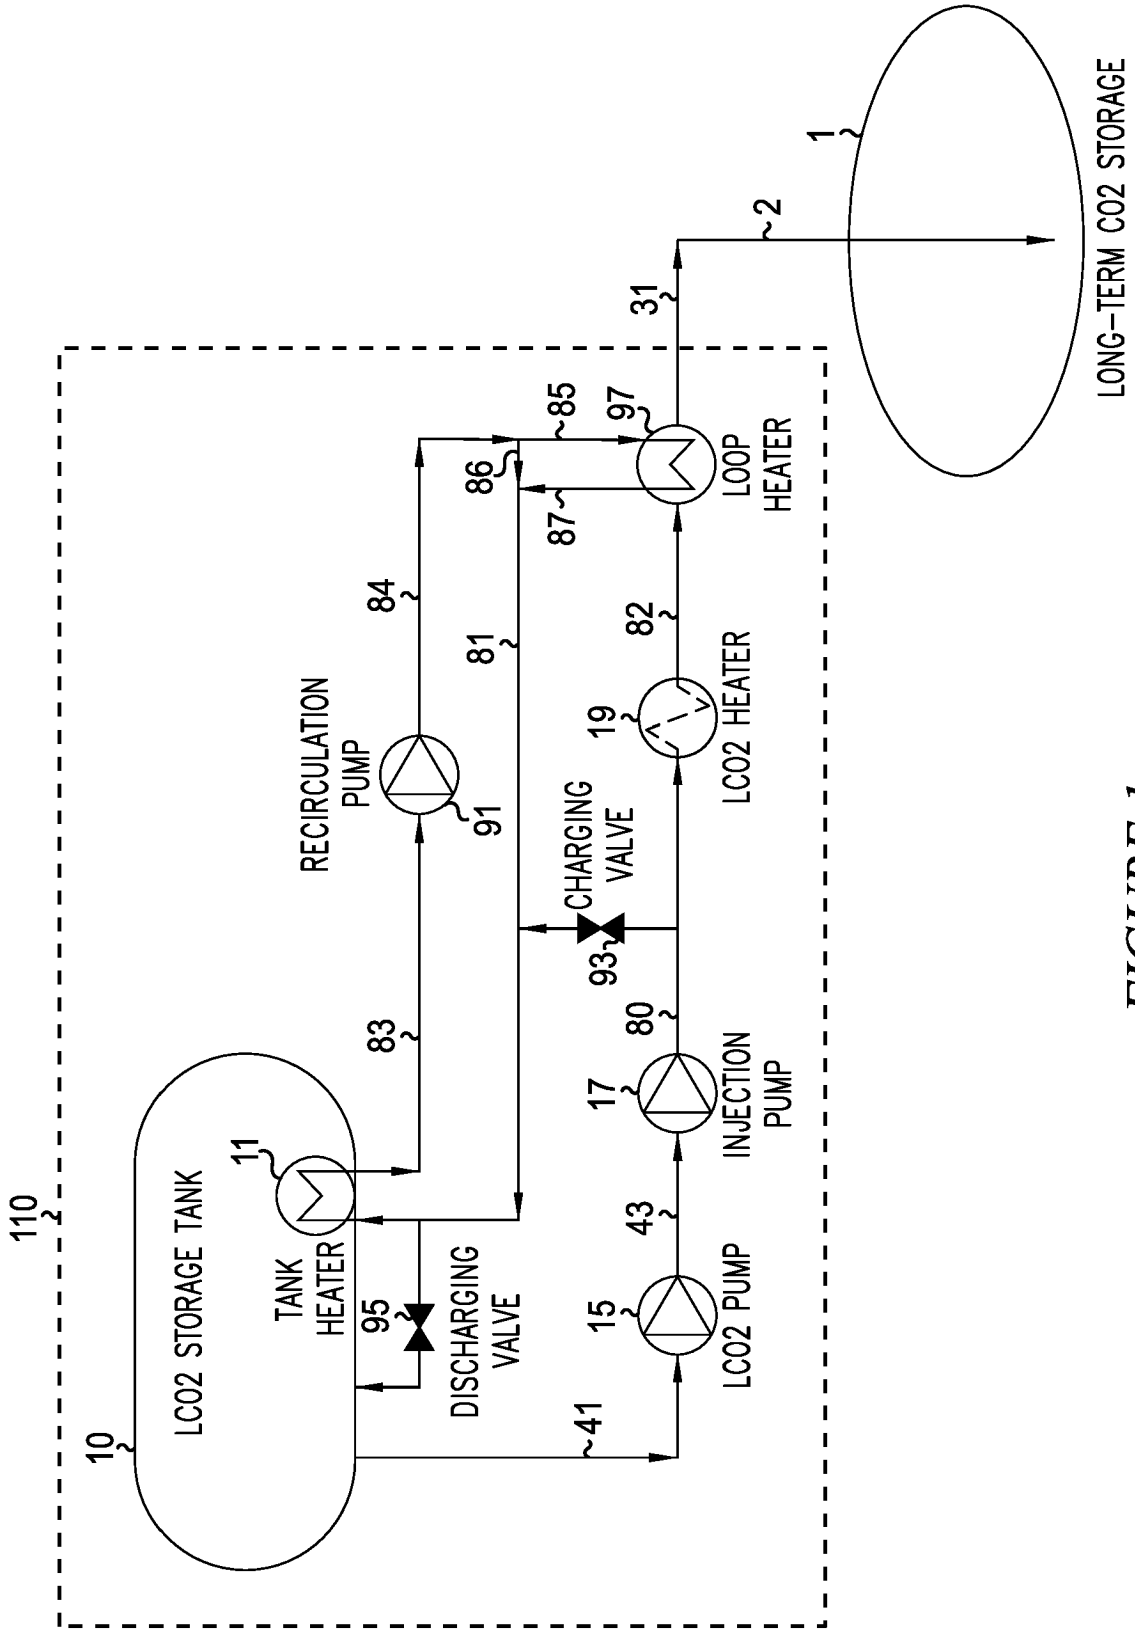 110
10
LCO2 STORAGE TANK
11
TANK
HEATER
95
DISCHARGING
VALVE
83
RECIRCULATION
PUMP
91
84
81
86
85
87
97
LOOP
HEATER
41
15
LCO2 PUMP
43
17
INJECTION
PUMP
80
93
CHARGING
VALVE
19
LCO2 HEATER
82
31
2
1
LONG-TERM CO2 STORAGE
FIGURE 1